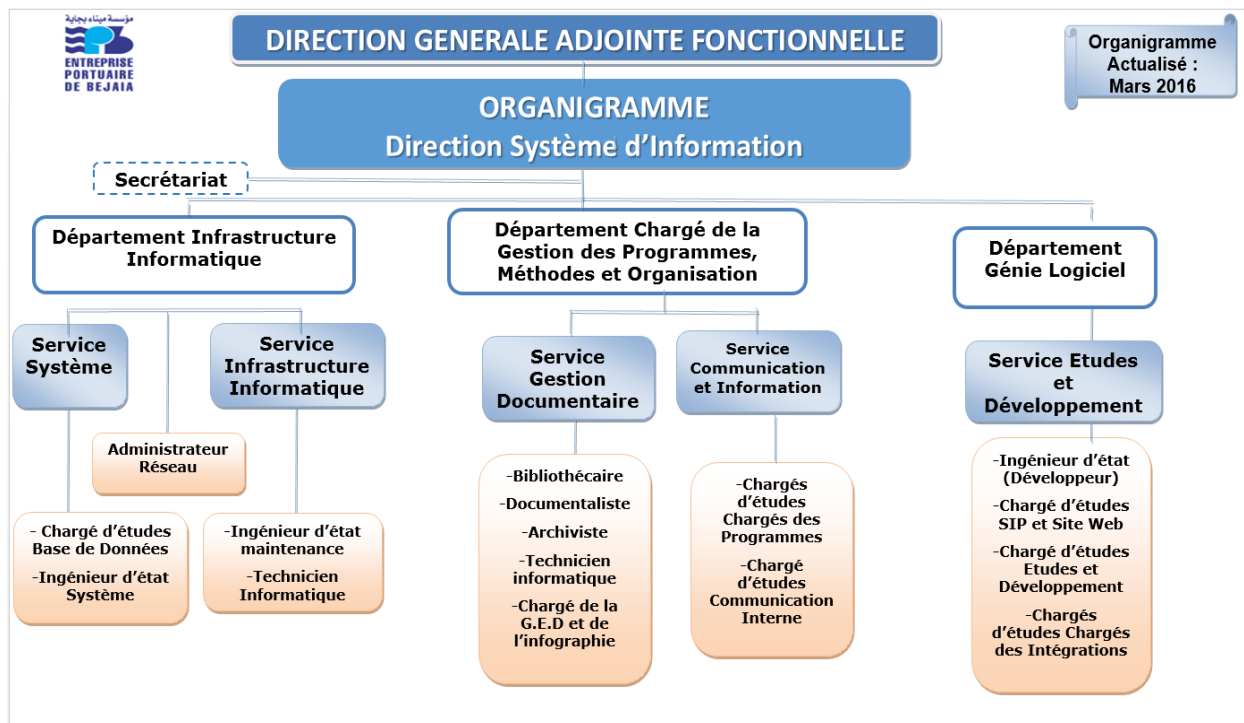 مؤسسة ميناء بجاية
ENTREPRISE
PORTUAIRE
DE BEJAIA
DIRECTION GENERALE ADJOINTE FONCTIONNELLE
Organigramme
Actualisé :
Mars 2016
ORGANIGRAMME
Direction Système d’Information
Secrétariat
Département Infrastructure
Informatique
Département Chargé de la
Gestion des Programmes,
Méthodes et Organisation
Département
Génie Logiciel
Service
Système
Service
Infrastructure
Informatique
Service
Gestion
Documentaire
Service
Communication
et Information
Service Etudes
et
Développement
Administrateur
Réseau
- Chargé d’études
Base de Données
-Ingénieur d’état
Système
-Ingénieur d’état
maintenance
-Technicien
Informatique
-Bibliothécaire
-Documentaliste
-Archiviste
-Technicien
informatique
-Chargé de la
G.E.D et de
l’infographie
-Chargés
d’études
Chargés des
Programmes
-Chargé
d’études
Communication
Interne
-Ingénieur d’état
(Développeur)
-Chargé d’études
SIP et Site Web
-Chargé d’études
Etudes et
Développement
-Chargés
d’études Chargés
des Intégrations